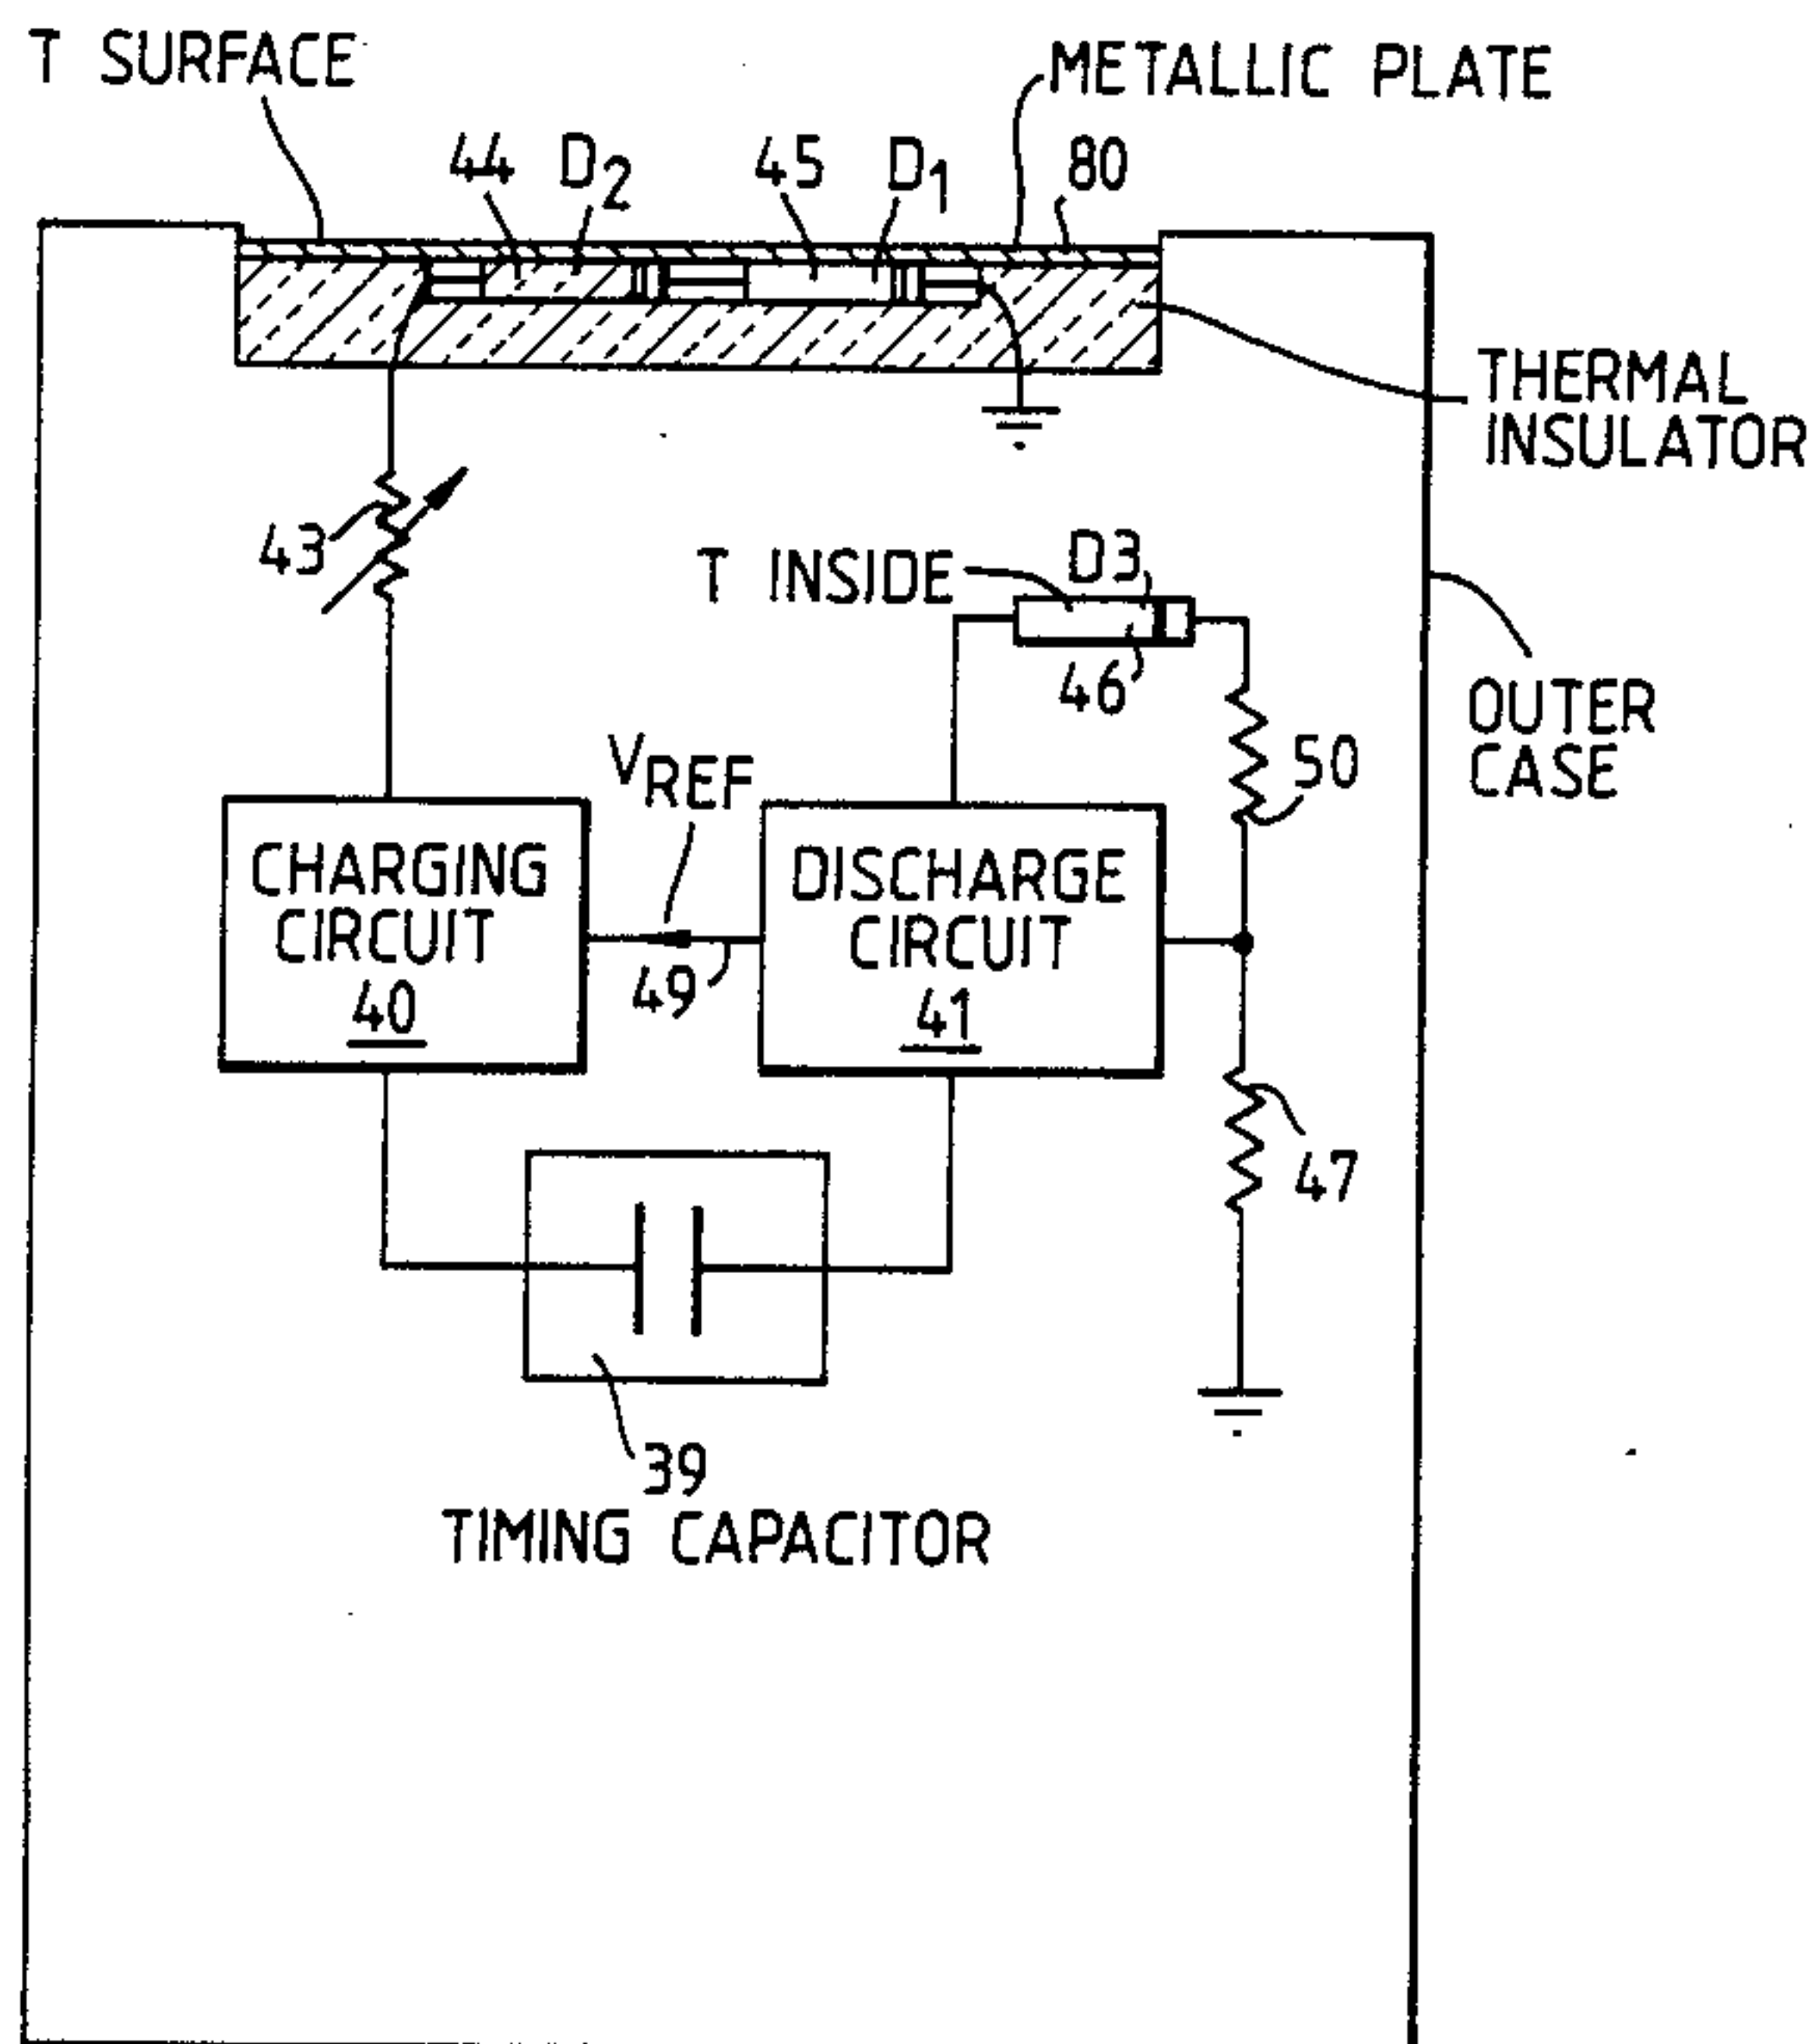 T SURFACE
METALLIC PLATE
44 D2 45 D1 80
THERMAL
INSULATOR
43
T INSIDE D3
46
OUTER
CASE
50
VREF
CHARGING
CIRCUIT
40
49
DISCHARGE
CIRCUIT
41
47
39
TIMING CAPACITOR